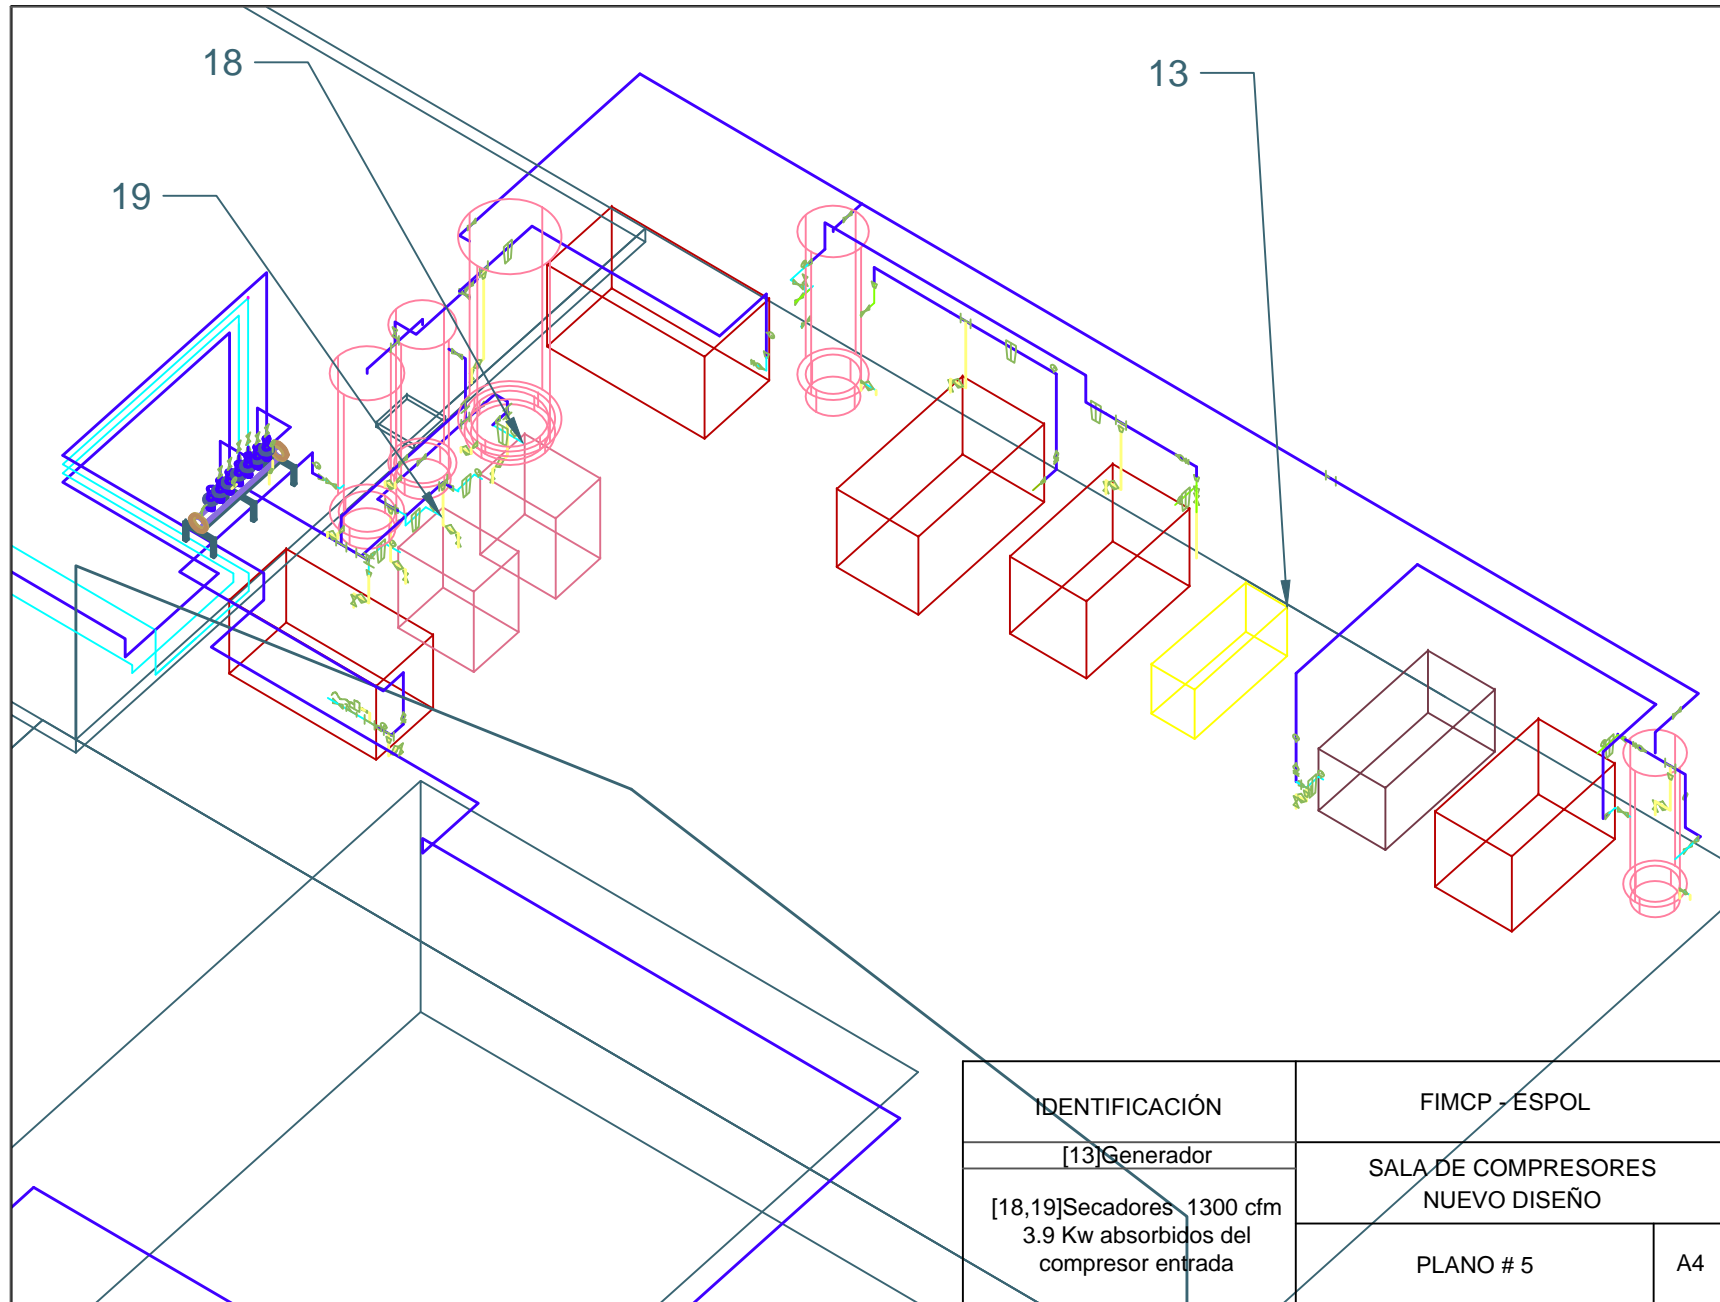 18
13
19
IDENTIFICACIÓN
FIMCP - ESPOL
[13]Generador
SALA DE COMPRESORES
NUEVO DISEÑO
[18,19]Secadores 1300 cfm
3.9 Kw absorbidos del
compresor entrada
PLANO # 5
A4